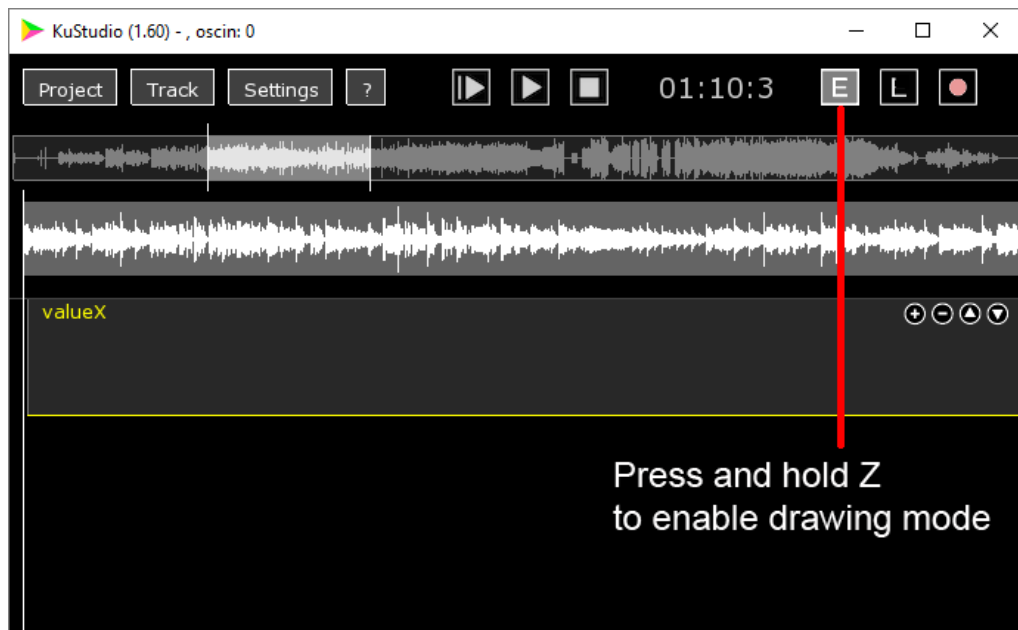 KuStudio (1.60) - , oscin: 0
Project Track Settings ? 01:10:3 E L
valueX
Press and hold Z
to enable drawing mode